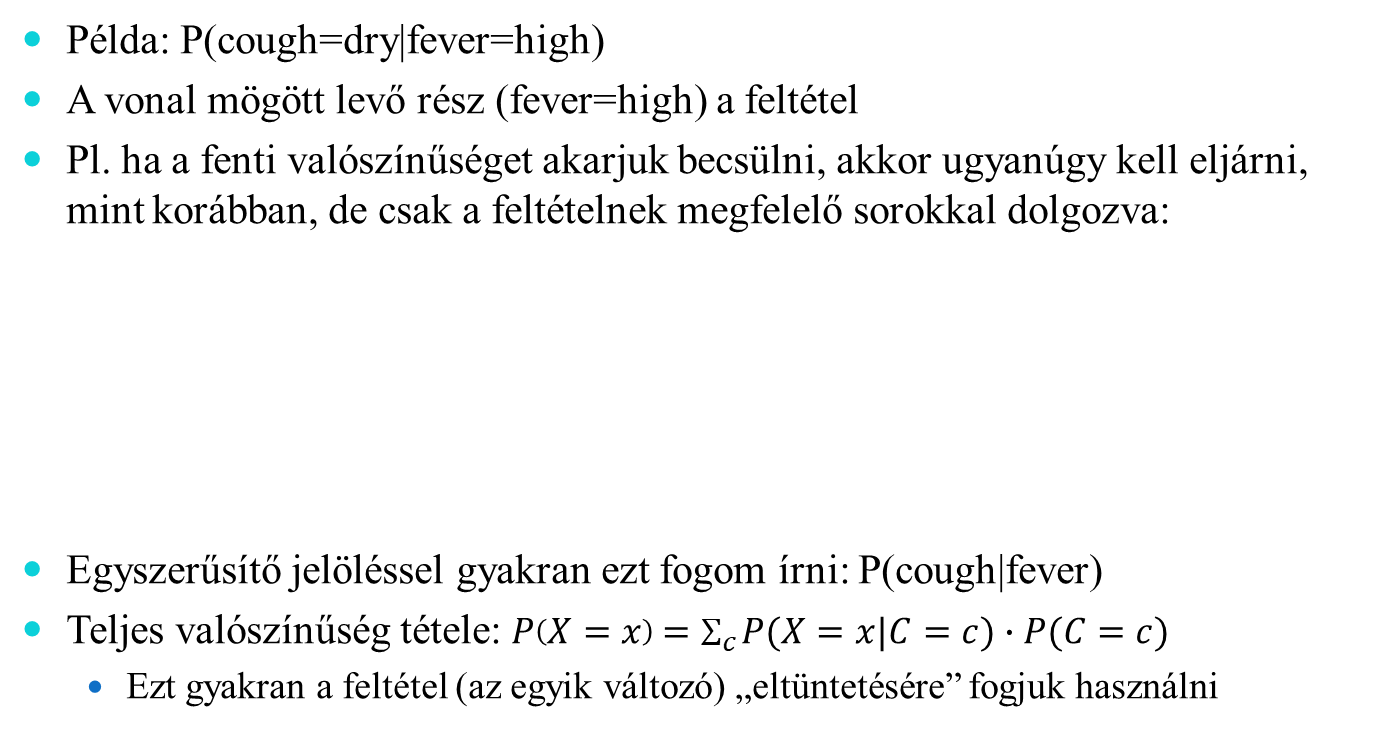 • Példa: P(cough=dry|fever=high)
• A vonal mögött levő rész (fever=high) a feltétel
• Pl. ha a fenti valószínűséget akarjuk becsülni, akkor ugyanúgy kell eljárni,
mint korábban, de csak a feltételnek megfelelő sorokkal dolgozva:
• Egyszerűsítő jelöléssel gyakran ezt fogom írni: P(cough|fever)
• Teljes valószínűség tétele: P(X = x) = Σ_c P(X = x|C = c) · P(C = c)
• Ezt gyakran a feltétel (az egyik változó) „eltüntetésére” fogjuk használni